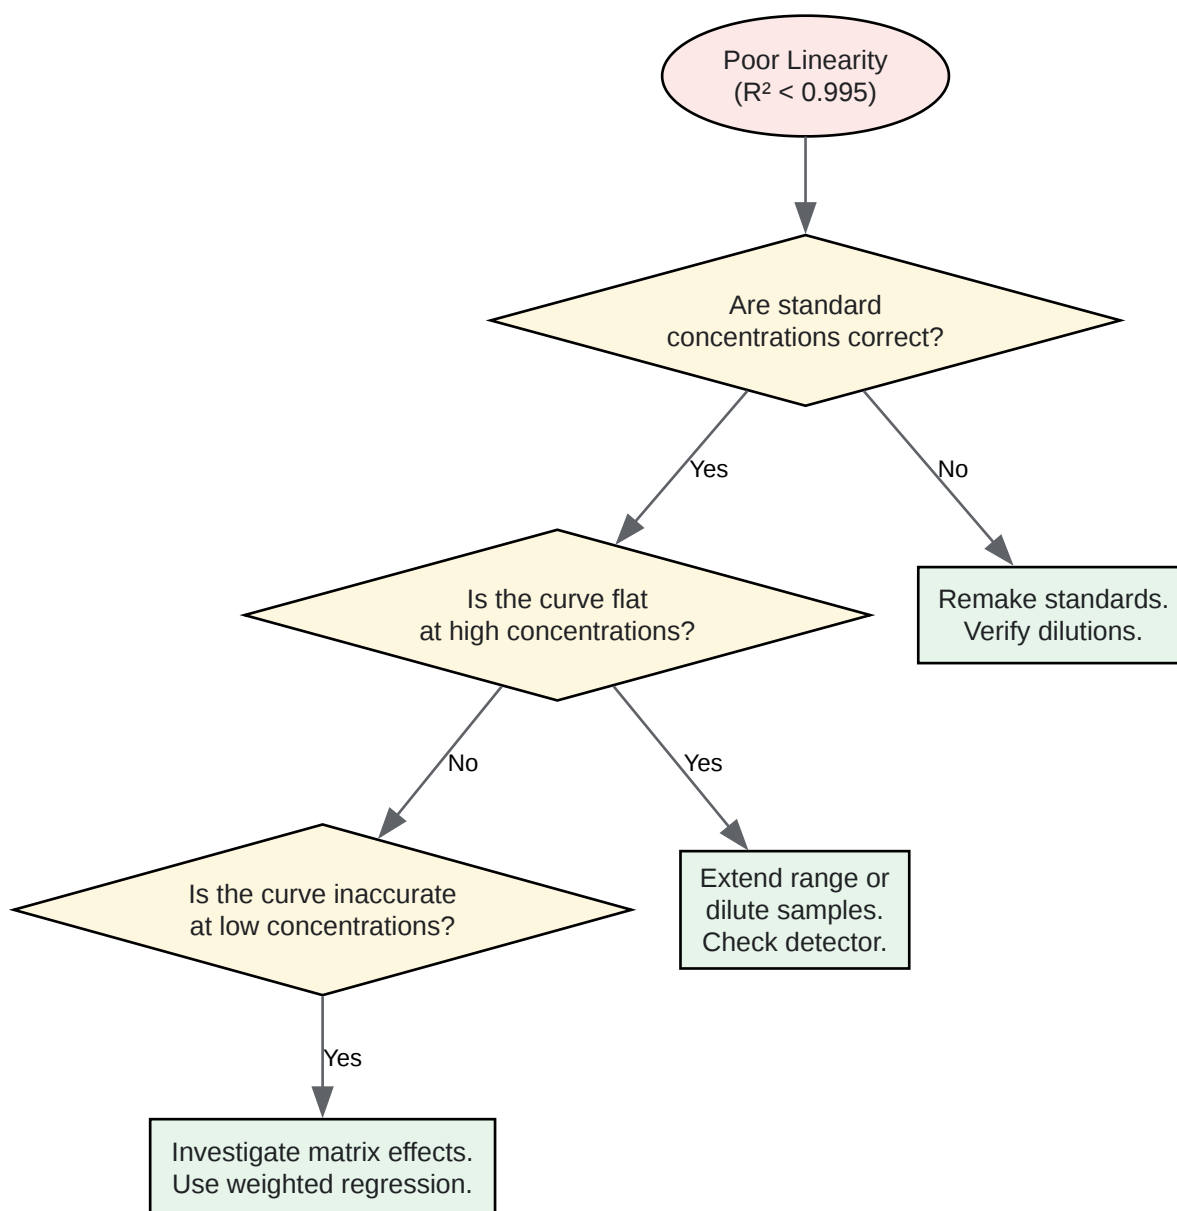 Poor Linearity
(R² < 0.995)
Are standard
concentrations correct?
Yes
No
Is the curve flat
at high concentrations?
Remake standards.
Verify dilutions.
No
Yes
Is the curve inaccurate
at low concentrations?
Extend range or
dilute samples.
Check detector.
Yes
Investigate matrix effects.
Use weighted regression.